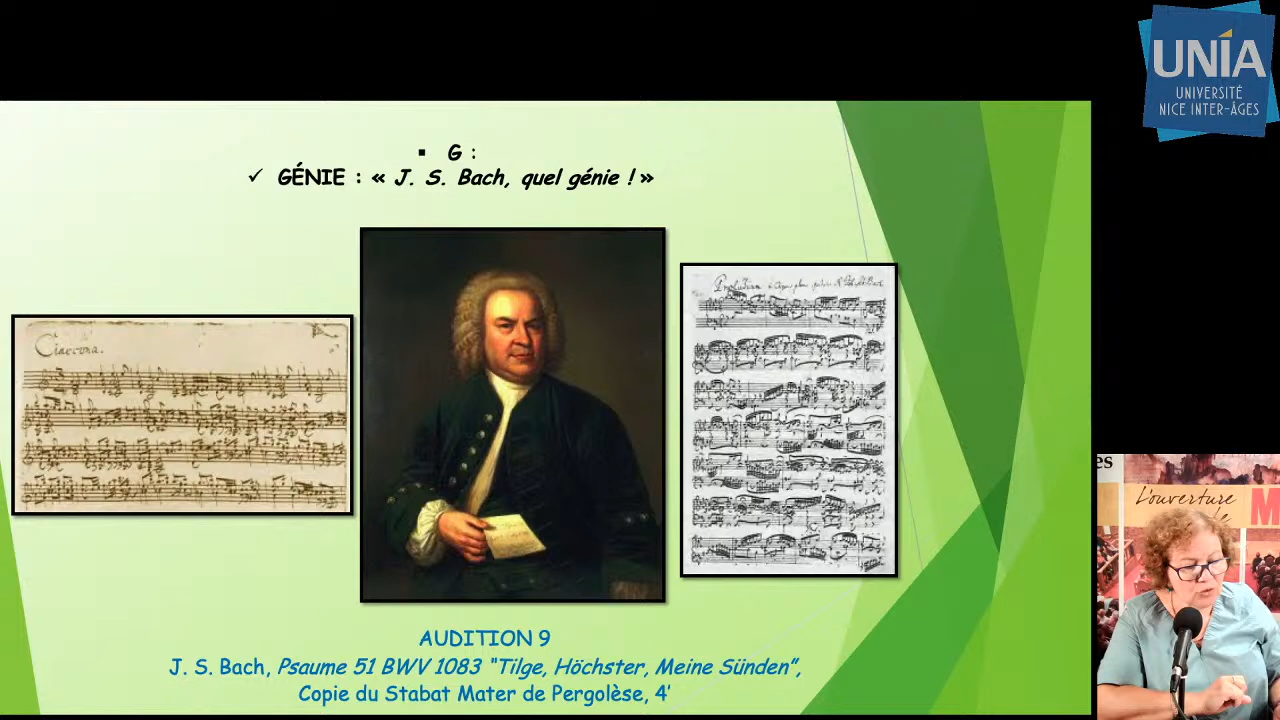 UNIA
UNIVERSITÉ
NICE INTER-ÂGES
▪ G :
✓ GÉNIE : « J. S. Bach, quel génie ! »
Ciaccona.
AUDITION 9
J. S. Bach, Psaume 51 BWV 1083 "Tilge, Höchster, Meine Sünden",
Copie du Stabat Mater de Pergolèse, 4'
es
L'ouverture
M